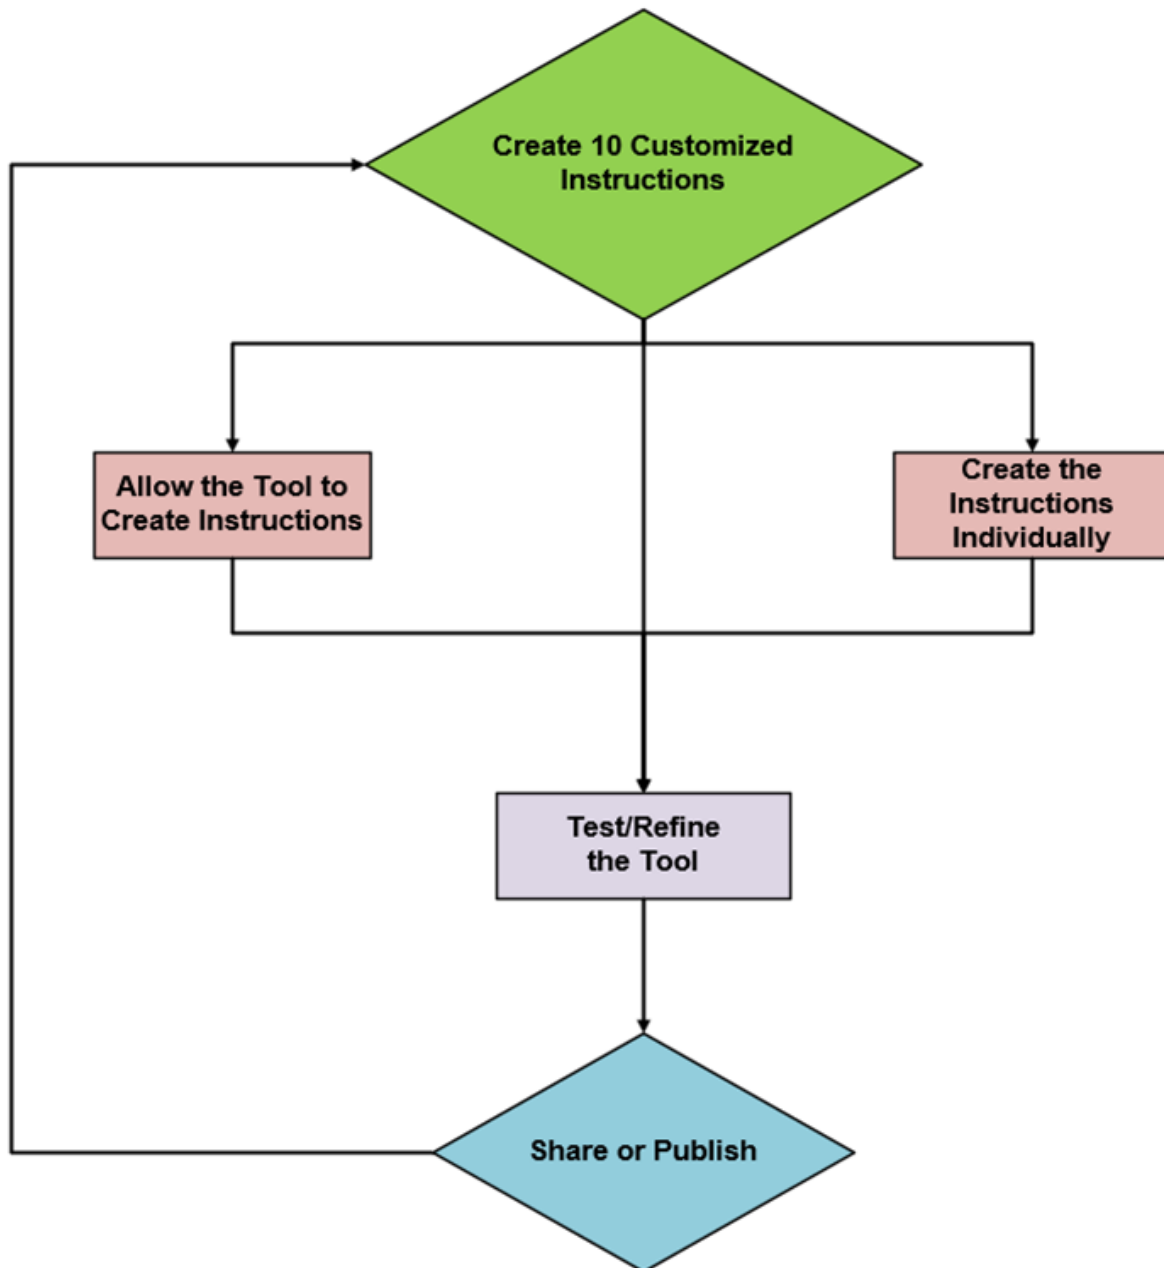 Create 10 Customized
Instructions
Allow the Tool to
Create Instructions
Create the
Instructions
Individually
Test/Refine
the Tool
Share or Publish